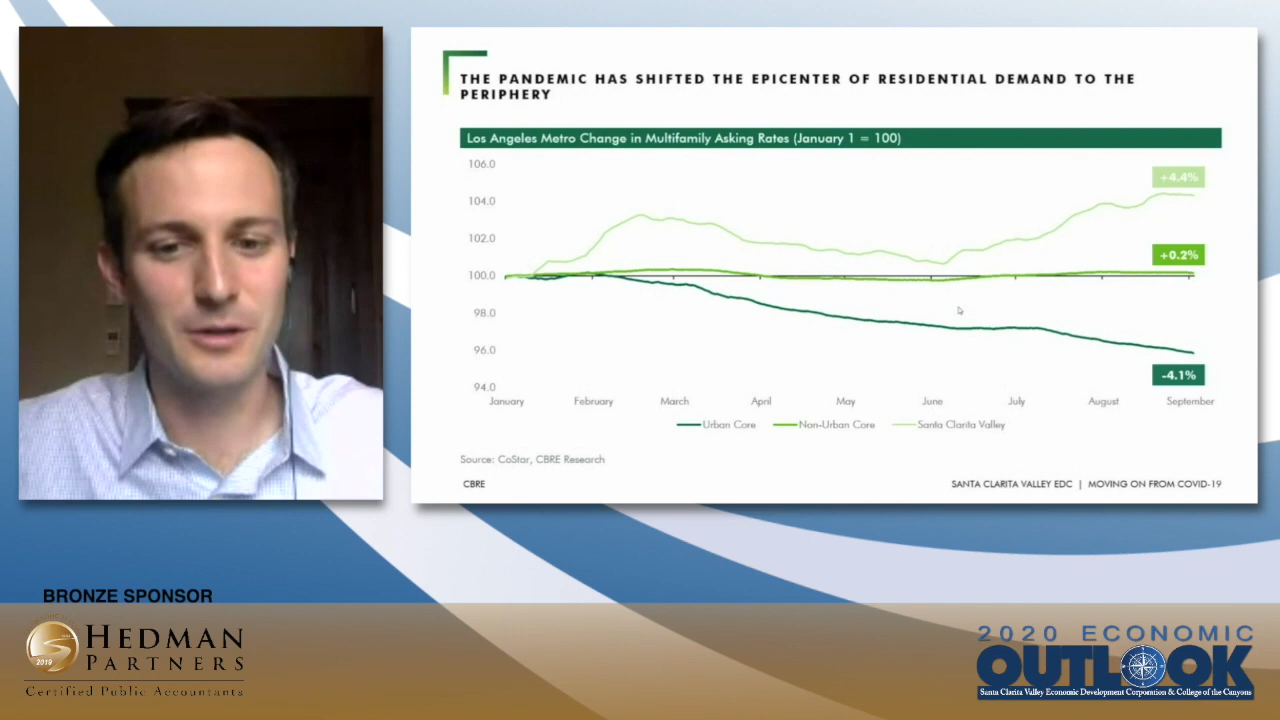 THE PANDEMIC HAS SHIFTED THE EPICENTER OF RESIDENTIAL DEMAND TO THE
PERIPHERY
Los Angeles Metro Change in Multifamily Asking Rates (January 1 = 100)
106.0
104.0
102.0
100.0
98.0
96.0
94.0
+4.4%
+0.2%
-4.1%
January February March April May June July August September
Urban Core Non-Urban Core Santa Clarita Valley
Source: CoStar, CBRE Research
CBRE
SANTA CLARITA VALLEY EDC | MOVING ON FROM COVID-19
BRONZE SPONSOR
2019
HEDMAN
PARTNERS
Certified Public Accountants
2020 ECONOMIC
OUTLOOK
Santa Clarita Valley Economic Development Corporation & College of the Canyons